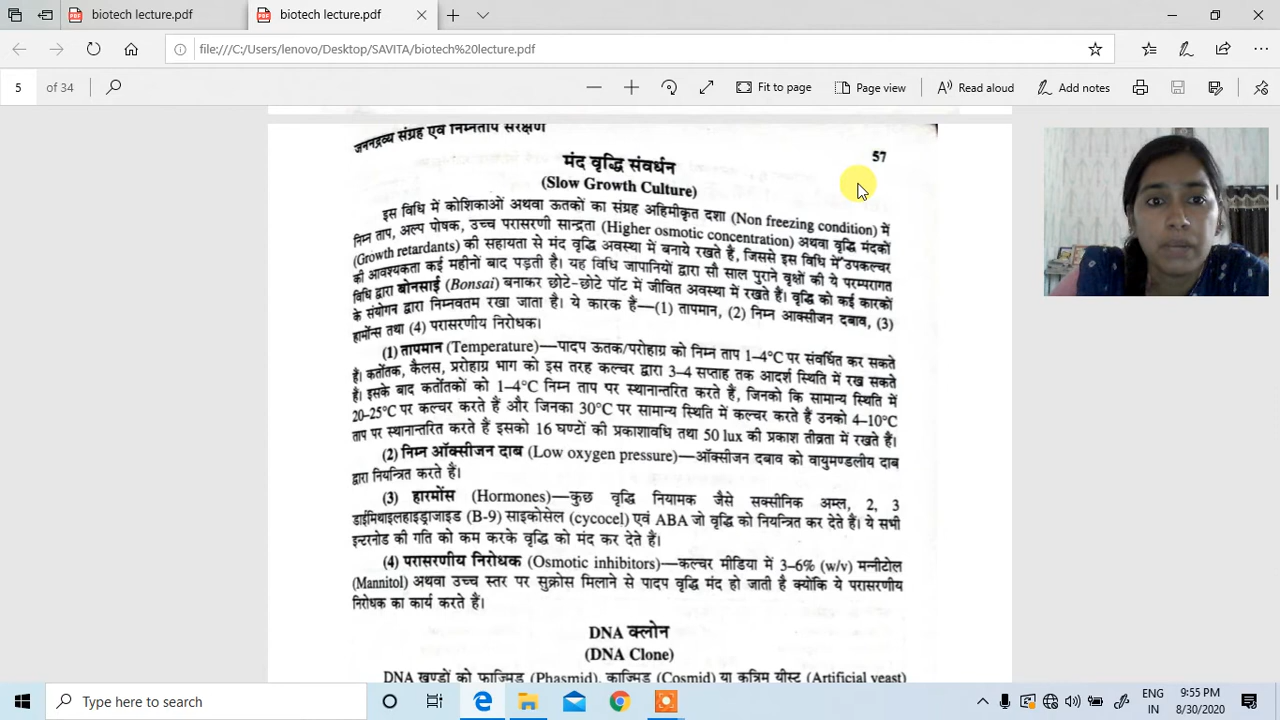 biotech lecture.pdf
biotech lecture.pdf
file:///C:/Users/lenovo/Desktop/SAVITA/biotech%20lecture.pdf
5 of 34
Fit to page
Page view
Read aloud
Add notes
जननद्रव्य संग्रह एवं निम्नताप संरक्षण
57
मंद वृद्धि संवर्धन
(Slow Growth Culture)
इस विधि में कोशिकाओं अथवा ऊतकों का संग्रह अहिमीकृत दशा (Non freezing condition) में
निम्न ताप, अल्प पोषक, उच्च परासरणी सान्द्रता (Higher osmotic concentration) अथवा वृद्धि मंदकों
(Growth retardants) की सहायता से मंद वृद्धि अवस्था में बनाये रखते हैं, जिससे इस विधि में उपकल्चर
की आवश्यकता कई महीनों बाद पड़ती है। यह विधि जापानियों द्वारा सौ साल पुराने वृक्षों की ये परम्परागत
विधि द्वारा बोनसाई (Bonsai) बनाकर छोटे-छोटे पॉट में जीवित अवस्था में रखते हैं। वृद्धि को कई कारकों
के संयोगन द्वारा निम्नवतम रखा जाता है। ये कारक हैं—(1) तापमान, (2) निम्न आक्सीजन दबाव, (3)
हार्मोन्स तथा (4) परासरणीय निरोधक।
(1) तापमान (Temperature)—पादप ऊतक/परोहाग्र को निम्न ताप 1–4°C पर संवर्धित कर सकते
हैं। कर्तोतक, कैलस, प्ररोहाग्र भाग को इस तरह कल्चर द्वारा 3–4 सप्ताह तक आदर्श स्थिति में रख सकते
हैं। इसके बाद कर्तोतकों को 1–4°C निम्न ताप पर स्थानान्तरित करते हैं, जिनको कि सामान्य स्थिति में
20–25°C पर कल्चर करते हैं और जिनका 30°C पर सामान्य स्थिति में कल्चर करते हैं उनको 4–10°C
ताप पर स्थानान्तरित करते हैं इसको 16 घण्टों की प्रकाशावधि तथा 50 lux की प्रकाश तीव्रता में रखते हैं।
(2) निम्न ऑक्सीजन दाब (Low oxygen pressure)—ऑक्सीजन दबाव को वायुमण्डलीय दाब
द्वारा नियन्त्रित करते हैं।
(3) हारमोंस (Hormones)—कुछ वृद्धि नियामक जैसे सक्सीनिक अम्ल, 2, 3
डाईमिथाइलहाइड्राजाइड (B-9) साइकोसेल (cycocel) एवं ABA जो वृद्धि को नियन्त्रित कर देते हैं। ये सभी
इन्टरनोड की गति को कम करके वृद्धि को मंद कर देते हैं।
(4) परासरणीय निरोधक (Osmotic inhibitors)—कल्चर मीडिया में 3–6% (w/v) मन्नीटोल
(Mannitol) अथवा उच्च स्तर पर सुक्रोस मिलाने से पादप वृद्धि मंद हो जाती है क्योंकि ये परासरणीय
निरोधक का कार्य करते हैं।
DNA क्लोन
(DNA Clone)
DNA खण्डों को फाज्मिड (Phasmid), काज्मिड (Cosmid) या कृत्रिम यीस्ट (Artificial yeast)
Type here to search
ENG
IN
9:55 PM
8/30/2020